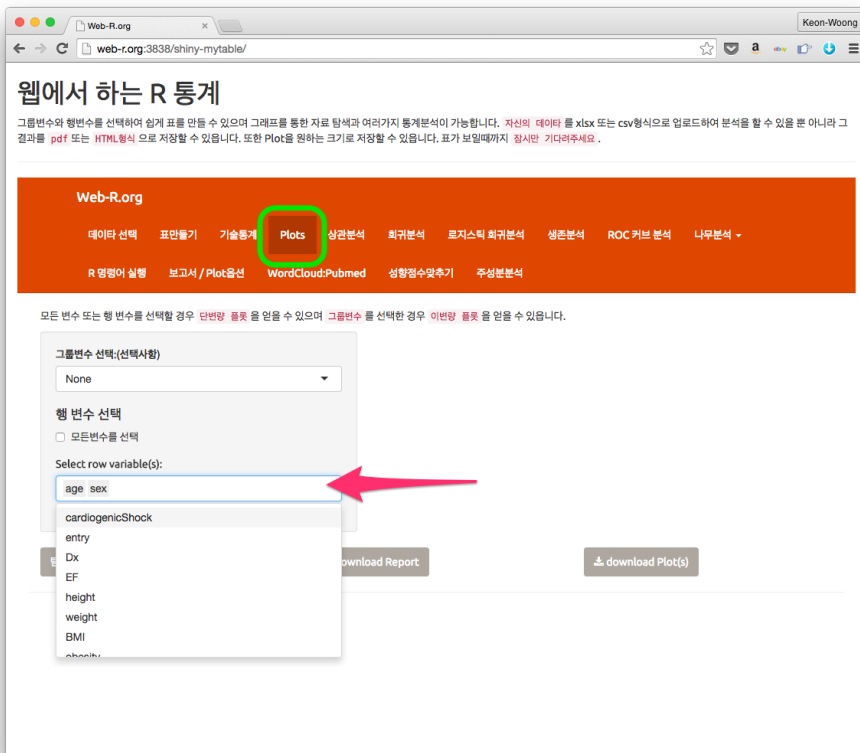 Web-R.org
Keon-Woong
web-r.org:3838/shiny-mytable/
웹에서 하는 R 통계
그룹변수와 행변수를 선택하여 쉽게 표를 만들 수 있으며 그래프를 통한 자료 탐색과 여러가지 통계분석이 가능합니다. 자신의 데이타 를 xlsx 또는 csv형식으로 업로드하여 분석을 할 수 있을 뿐 아니라 그
결과를 pdf 또는 HTML형식 으로 저장할 수 있읍니다. 또한 Plot을 원하는 크기로 저장할 수 있읍니다. 표가 보일때까지 잠시만 기다려주세요 .
Web-R.org
데이타 선택 표만들기 기술통계 Plots 상관분석 회귀분석 로지스틱 회귀분석 생존분석 ROC 커브 분석 나무분석
R 명령어 실행 보고서 / Plot옵션 WordCloud:Pubmed 성향점수맞추기 주성분분석
모든 변수 또는 행 변수를 선택할 경우 단변량 플롯 을 얻을 수 있으며 그룹변수 를 선택한 경우 이변량 플롯 을 얻을 수 있읍니다.
그룹변수 선택:(선택사항)
None
행 변수 선택
모든변수를 선택
Select row variable(s):
age sex
cardiogenicShock
entry
Dx
EF
height
weight
BMI
obesity
ownload Report download Plot(s)